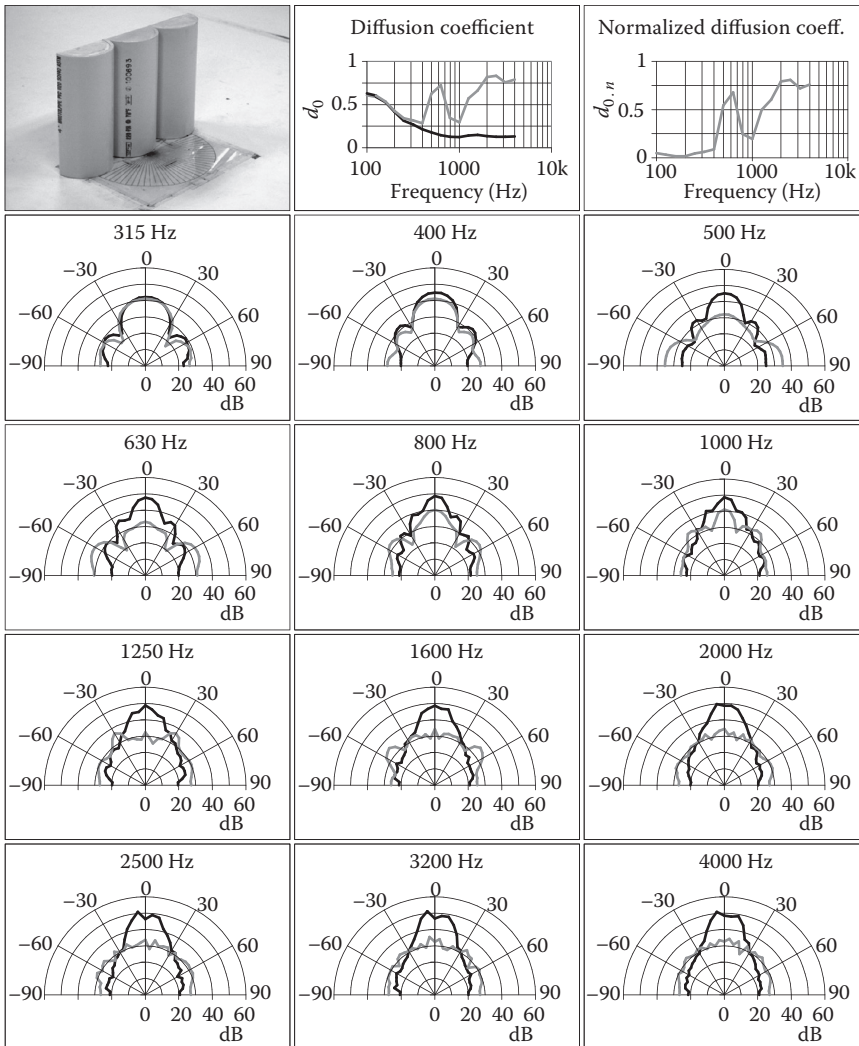 Diffusion coefficient
1
d0
0.5
0
100
1000
10k
Frequency (Hz)
Normalized diffusion coeff.
1
d0.n
0.5
0
100
1000
10k
Frequency (Hz)
315 Hz
0
−30 30
−60 60
−90 90
0 20 40 60
dB
400 Hz
0
−30 30
−60 60
−90 90
0 20 40 60
dB
500 Hz
0
−30 30
−60 60
−90 90
0 20 40 60
dB
630 Hz
0
−30 30
−60 60
−90 90
0 20 40 60
dB
800 Hz
0
−30 30
−60 60
−90 90
0 20 40 60
dB
1000 Hz
0
−30 30
−60 60
−90 90
0 20 40 60
dB
1250 Hz
0
−30 30
−60 60
−90 90
0 20 40 60
dB
1600 Hz
0
−30 30
−60 60
−90 90
0 20 40 60
dB
2000 Hz
0
−30 30
−60 60
−90 90
0 20 40 60
dB
2500 Hz
0
−30 30
−60 60
−90 90
0 20 40 60
dB
3200 Hz
0
−30 30
−60 60
−90 90
0 20 40 60
dB
4000 Hz
0
−30 30
−60 60
−90 90
0 20 40 60
dB